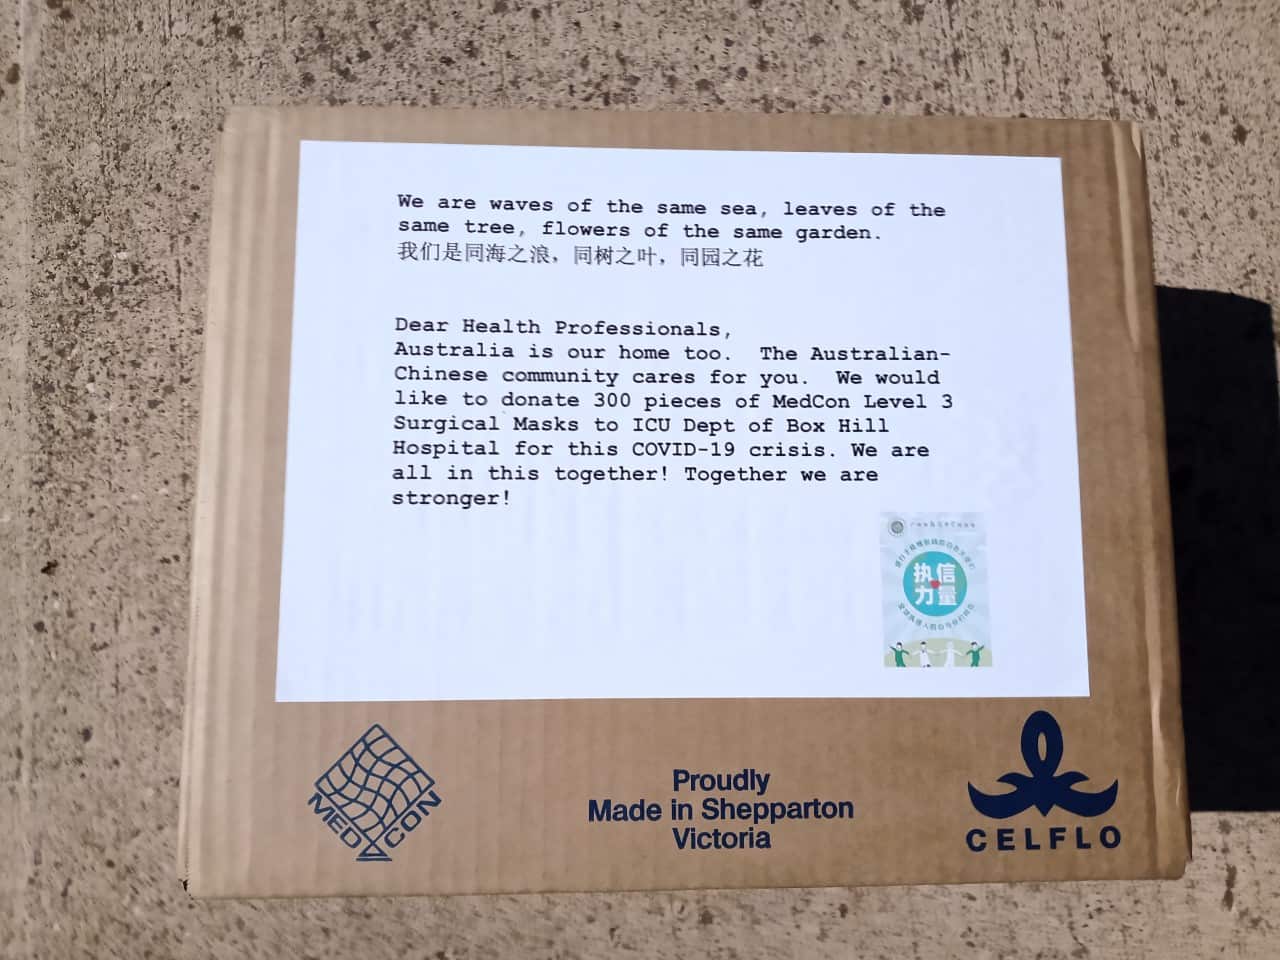 We are waves of the same sea, leaves of the
same tree, flowers of the same garden.
我们是同海之浪，同树之叶，同园之花
Dear Health Professionals,
Australia is our home too.  The Australian-
Chinese community cares for you.  We would
like to donate 300 pieces of MedCon Level 3
Surgical Masks to ICU Dept of Box Hill
Hospital for this COVID-19 crisis. We are
all in this together! Together we are
stronger!
执信
力量
MEDCON
Proudly
Made in Shepparton
Victoria
CELFLO